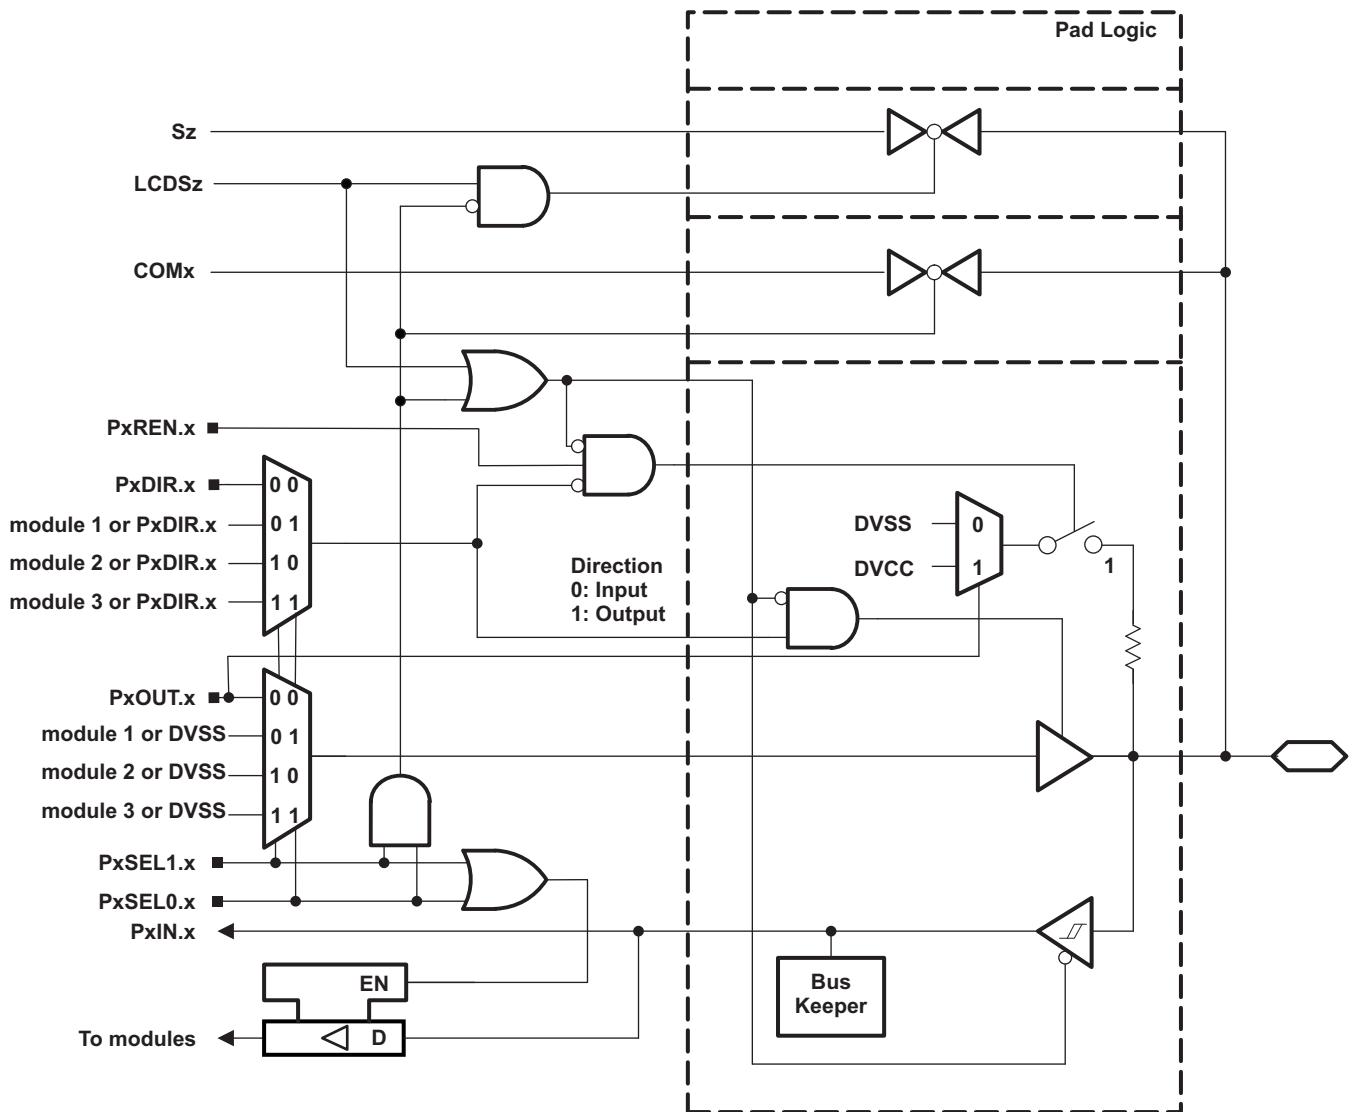 Pad Logic
Sz
LCDSz
COMx
PxREN.x
PxDIR.x
0 0
module 1 or PxDIR.x
0 1
module 2 or PxDIR.x
1 0
module 3 or PxDIR.x
1 1
Direction
0: Input
1: Output
DVSS
0
DVCC
1
1
PxOUT.x
0 0
module 1 or DVSS
0 1
module 2 or DVSS
1 0
module 3 or DVSS
1 1
PxSEL1.x
PxSEL0.x
PxIN.x
EN
Bus
Keeper
To modules
D